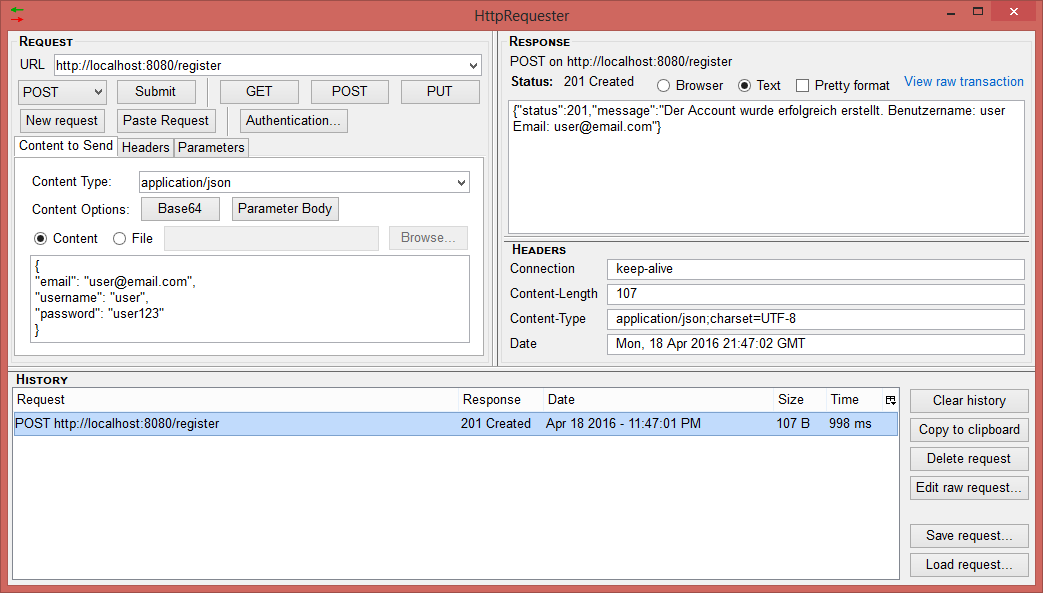 HttpRequester
REQUEST
URL http://localhost:8080/register
POST Submit GET POST PUT
New request Paste Request Authentication...
Content to Send Headers Parameters
Content Type: application/json
Content Options: Base64 Parameter Body
Content File Browse...
{
"email": "user@email.com",
"username": "user",
"password": "user123"
}
RESPONSE
POST on http://localhost:8080/register
Status: 201 Created Browser Text Pretty format View raw transaction
{"status":201,"message":"Der Account wurde erfolgreich erstellt. Benutzername: user
Email: user@email.com"}
HEADERS
Connection keep-alive
Content-Length 107
Content-Type application/json;charset=UTF-8
Date Mon, 18 Apr 2016 21:47:02 GMT
HISTORY
Request Response Date Size Time
POST http://localhost:8080/register 201 Created Apr 18 2016 - 11:47:01 PM 107 B 998 ms
Clear history
Copy to clipboard
Delete request
Edit raw request...
Save request...
Load request...